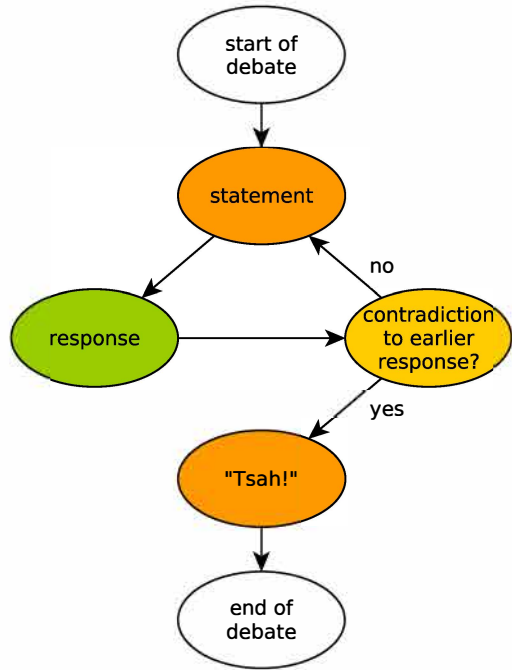 start of
debate
statement
no
response
contradiction
to earlier
response?
yes
"Tsah!"
end of
debate